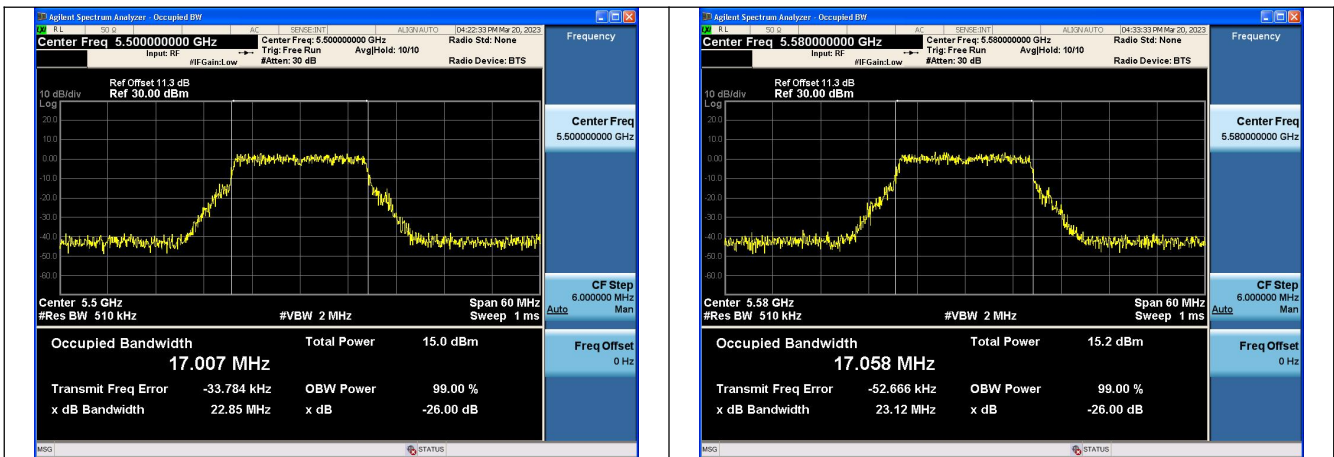 Agilent Spectrum Analyzer - Occupied BW
RL 50 Ω AC SENSE:INT ALIGN AUTO 04:22:33 PM Mar 20, 2023
Center Freq 5.500000000 GHz
Center Freq: 5.500000000 GHz
Radio Std: None
Input: RF
Trig: Free Run Avg|Hold: 10/10
#IFGain:Low
#Atten: 30 dB
Radio Device: BTS
Frequency
Ref Offset 11.3 dB
10 dB/div Ref 30.00 dBm
Log
20.0
10.0
0.00
-10.0
-20.0
-30.0
-40.0
-50.0
-60.0
Center 5.5 GHz
Span 60 MHz
#Res BW 510 kHz
#VBW 2 MHz
Sweep 1 ms
Occupied Bandwidth
Total Power 15.0 dBm
17.007 MHz
Transmit Freq Error -33.784 kHz OBW Power 99.00 %
x dB Bandwidth 22.85 MHz x dB -26.00 dB
Center Freq
5.500000000 GHz
CF Step
6.000000 MHz
Auto Man
Freq Offset
0 Hz
MSG STATUS
Agilent Spectrum Analyzer - Occupied BW
RL 50 Ω AC SENSE:INT ALIGN AUTO 04:33:33 PM Mar 20, 2023
Center Freq 5.580000000 GHz
Center Freq: 5.580000000 GHz
Radio Std: None
Input: RF
Trig: Free Run Avg|Hold: 10/10
#IFGain:Low
#Atten: 30 dB
Radio Device: BTS
Frequency
Ref Offset 11.3 dB
10 dB/div Ref 30.00 dBm
Log
20.0
10.0
0.00
-10.0
-20.0
-30.0
-40.0
-50.0
-60.0
Center 5.58 GHz
Span 60 MHz
#Res BW 510 kHz
#VBW 2 MHz
Sweep 1 ms
Occupied Bandwidth
Total Power 15.2 dBm
17.058 MHz
Transmit Freq Error -52.666 kHz OBW Power 99.00 %
x dB Bandwidth 23.12 MHz x dB -26.00 dB
Center Freq
5.580000000 GHz
CF Step
6.000000 MHz
Auto Man
Freq Offset
0 Hz
MSG STATUS